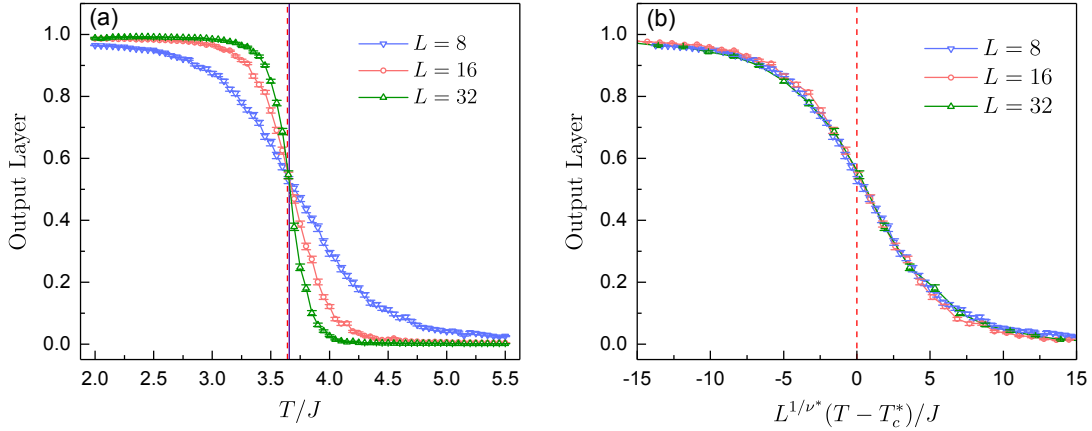 (a)
Output Layer
1.0
0.8
0.6
0.4
0.2
0.0
L = 8
L = 16
L = 32
2.0 2.5 3.0 3.5 4.0 4.5 5.0 5.5
T/J
(b)
Output Layer
1.0
0.8
0.6
0.4
0.2
0.0
L = 8
L = 16
L = 32
-15 -10 -5 0 5 10 15
L^{1/ν*}(T − T_c^*)/J